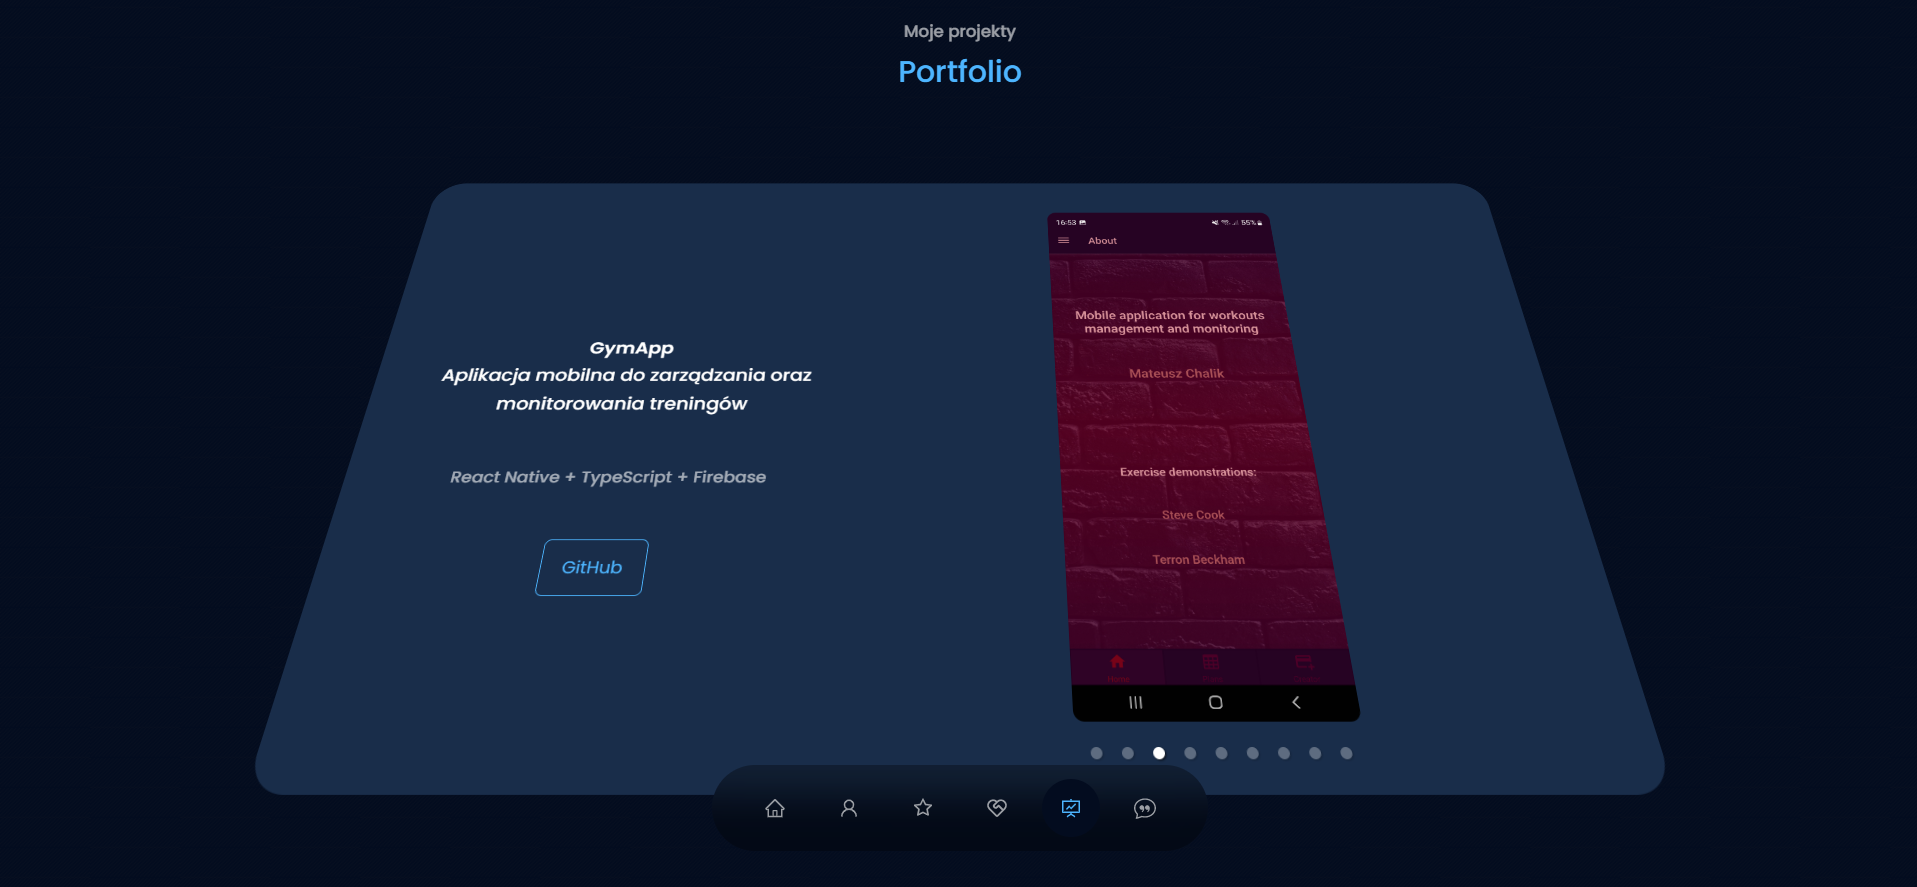 Moje projekty
Portfolio
GymApp
Aplikacja mobilna do zarządzania oraz
monitorowania treningów
React Native + TypeScript + Firebase
GitHub
16:53
55%
About
Mobile application for workouts
management and monitoring
Mateusz Chalik
Exercise demonstrations:
Steve Cook
Terron Beckham